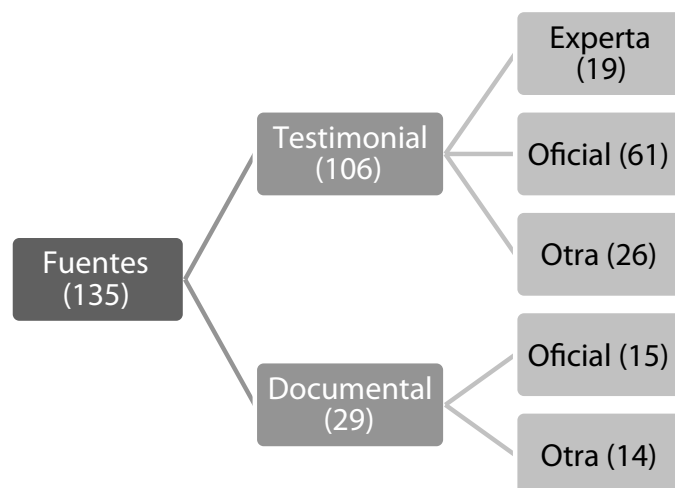 Fuentes
(135)
Testimonial
(106)
Experta
(19)
Oficial (61)
Otra (26)
Documental
(29)
Oficial (15)
Otra (14)